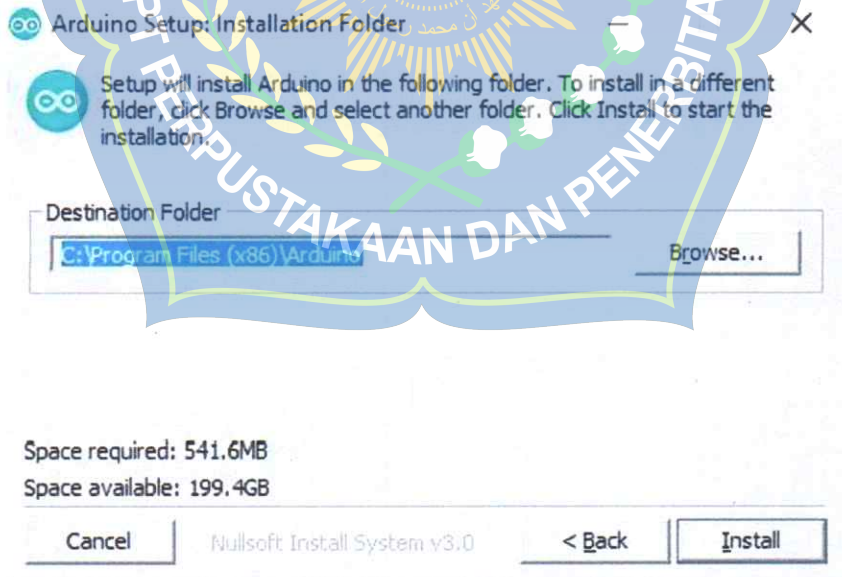 Arduino Setup: Installation Folder
Setup will install Arduino in the following folder. To install in a different
folder, click Browse and select another folder. Click Install to start the
installation.
PT PERPUSTAKAAN DAN PENERBITA
Destination Folder
C:\Program Files (x86)\Arduino
Browse...
Space required: 541.6MB
Space available: 199.4GB
Cancel
Nullsoft Install System v3.0
< Back
Install